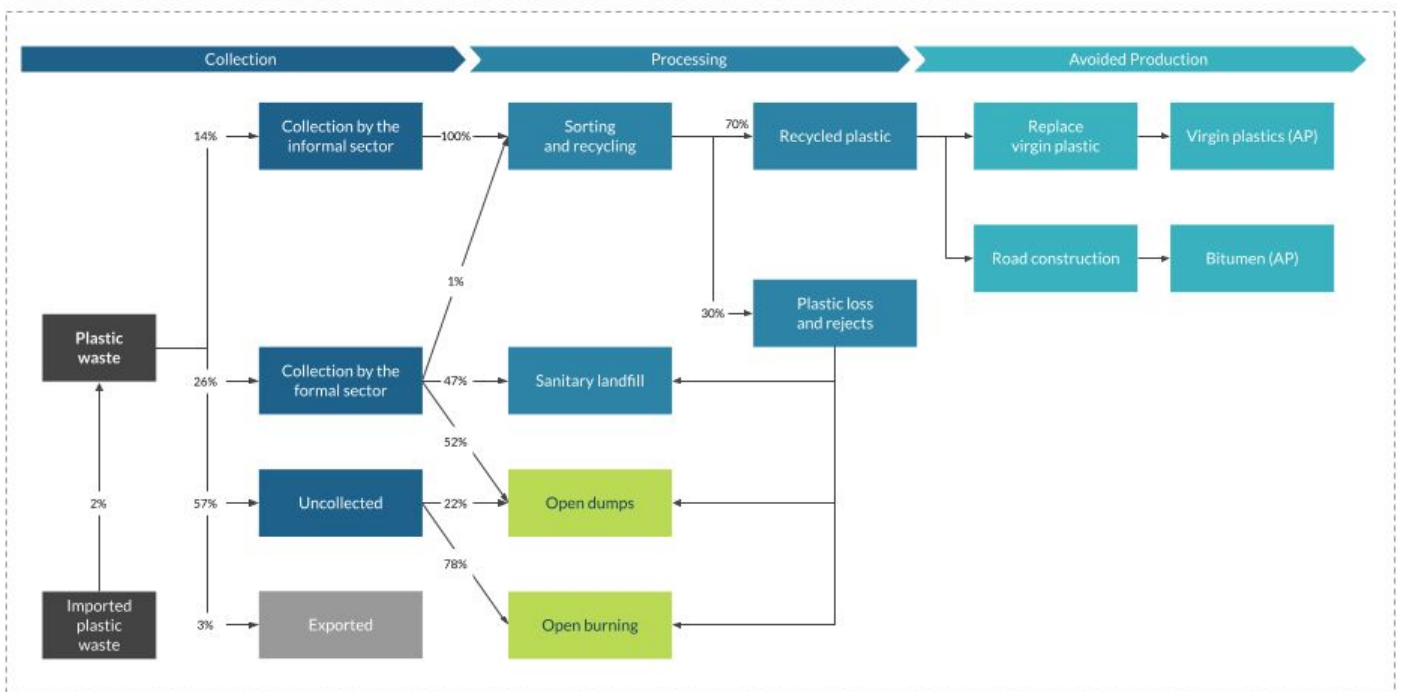 Collection
Processing
Avoided Production
14%
Collection by the
informal sector
100%
Sorting
and recycling
70%
Recycled plastic
Replace
virgin plastic
Virgin plastics (AP)
Road construction
Bitumen (AP)
1%
30%
Plastic loss
and rejects
Plastic
waste
26%
Collection by the
formal sector
47%
Sanitary landfill
52%
2%
57%
Uncollected
22%
Open dumps
78%
Imported
plastic
waste
3%
Exported
Open burning